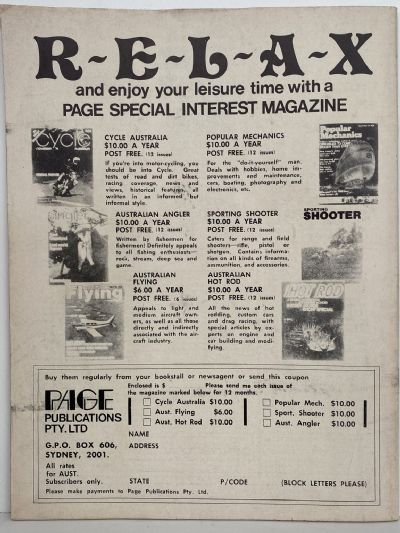 R-E-L-A-X
and enjoy your leisure time with a
PAGE SPECIAL INTEREST MAGAZINE
Cycle
CYCLE AUSTRALIA
$10.00 A YEAR
POST FREE. (12 issues)
If you're into motor-cycling, you
should be into Cycle. Great
tests of road and dirt bikes,
racing coverage, news and
views, historical features, all
written in an informed but
informal style.
POPULAR MECHANICS
$10.00 A YEAR
POST FREE. (12 issues)
For the "do-it-yourself" man.
Deals with hobbies, home im-
provements and maintenance,
cars, boating, photography and
electronics, etc.
Popular
Mechanics
AUSTRALIAN ANGLER
$10.00 A YEAR
POST FREE. (12 issues)
Written by fishermen for
fishermen! Definitely appeals
to all fishing enthusiasts—
rock, stream, deep sea and
game.
SPORTING SHOOTER
$10.00 A YEAR
POST FREE. (12 issues)
Caters for range and field
shooters—rifle, pistol or
shotgun. Contains informa-
tion on all kinds of firearms,
ammunition, and accessories.
SPORTING
SHOOTER
flying
AUSTRALIAN
FLYING
$6.00 A YEAR
POST FREE. (6 issues)
Appeals to light and
medium aircraft own-
ers, as well as all those
directly and indirectly
associated with the air-
craft industry.
AUSTRALIAN
HOT ROD
$10.00 A YEAR
POST FREE. (12 issues)
All the news of hot
rodding, custom cars
and drag racing, with
special articles by ex-
perts on engine and
car building and modi-
fying.
HOT ROD
Buy them regularly from your bookstall or newsagent or send this coupon
PAGE
PUBLICATIONS
PTY. LTD
G.P.O. BOX 606,
SYDNEY, 2001.
All rates
for AUST.
Subscribers only.
Enclosed is $ Please send me each issue of
the magazine marked below for 12 months.
Cycle Australia $10.00
Aust. Flying $6.00
Aust. Hot Rod $10.00
Popular Mech. $10.00
Sport. Shooter $10.00
Aust. Angler $10.00
NAME
ADDRESS
STATE P/CODE (BLOCK LETTERS PLEASE)
Please make payments to Page Publications Pty. Ltd.